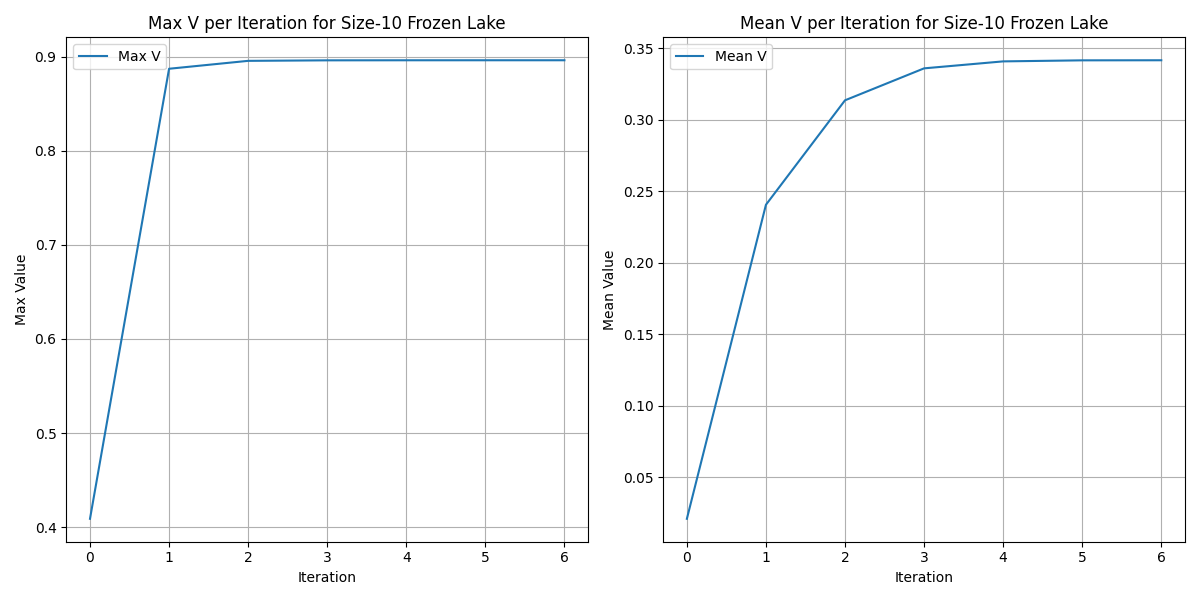 Max V per Iteration for Size-10 Frozen Lake
Max V
Max Value
0.9
0.8
0.7
0.6
0.5
0.4
0 1 2 3 4 5 6
Iteration
Mean V per Iteration for Size-10 Frozen Lake
Mean V
Mean Value
0.35
0.30
0.25
0.20
0.15
0.10
0.05
0 1 2 3 4 5 6
Iteration